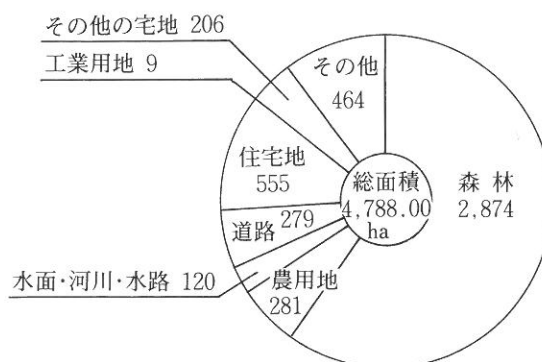 その他の宅地 206
工業用地 9
その他
464
住宅地
555
総面積
4,788.00
ha
森林
2,874
道路 279
水面・河川・水路 120
農用地
281